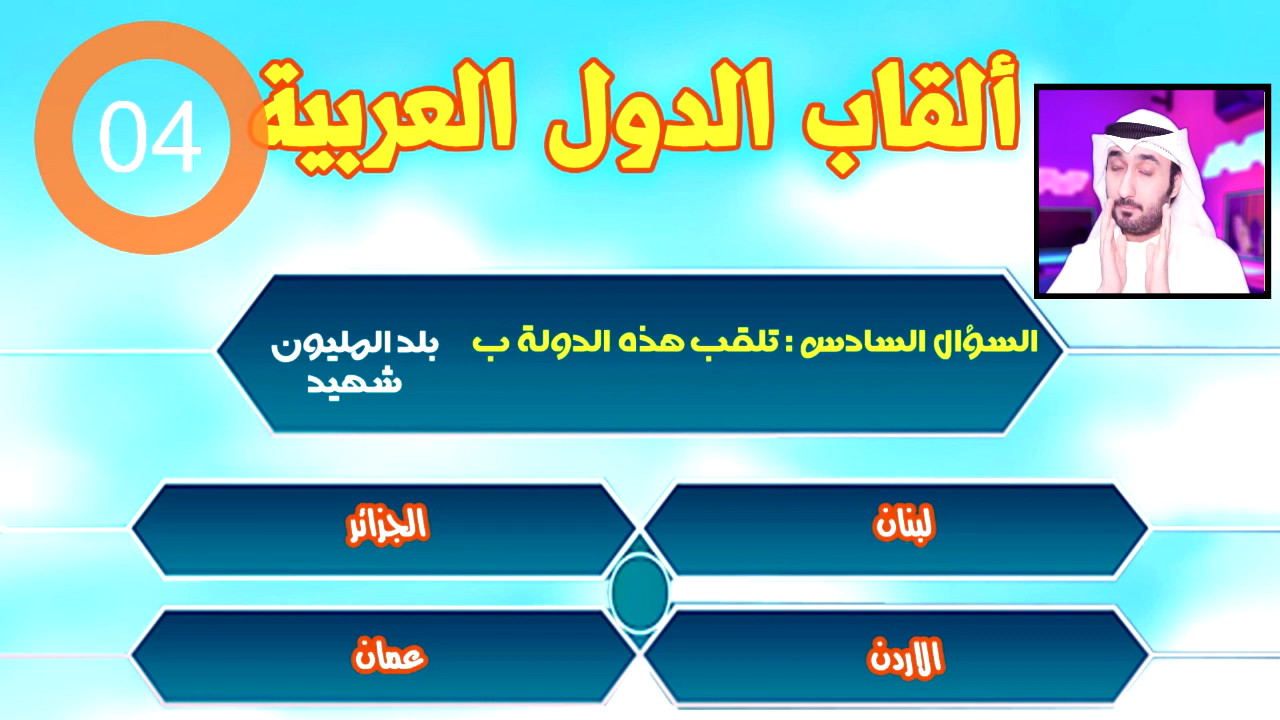 ألقاب الدول العربية
04
السؤال السادس : تلقب هذه الدولة ب
بلد المليون
شهيد
لبنان
الجزائر
الاردن
عمان